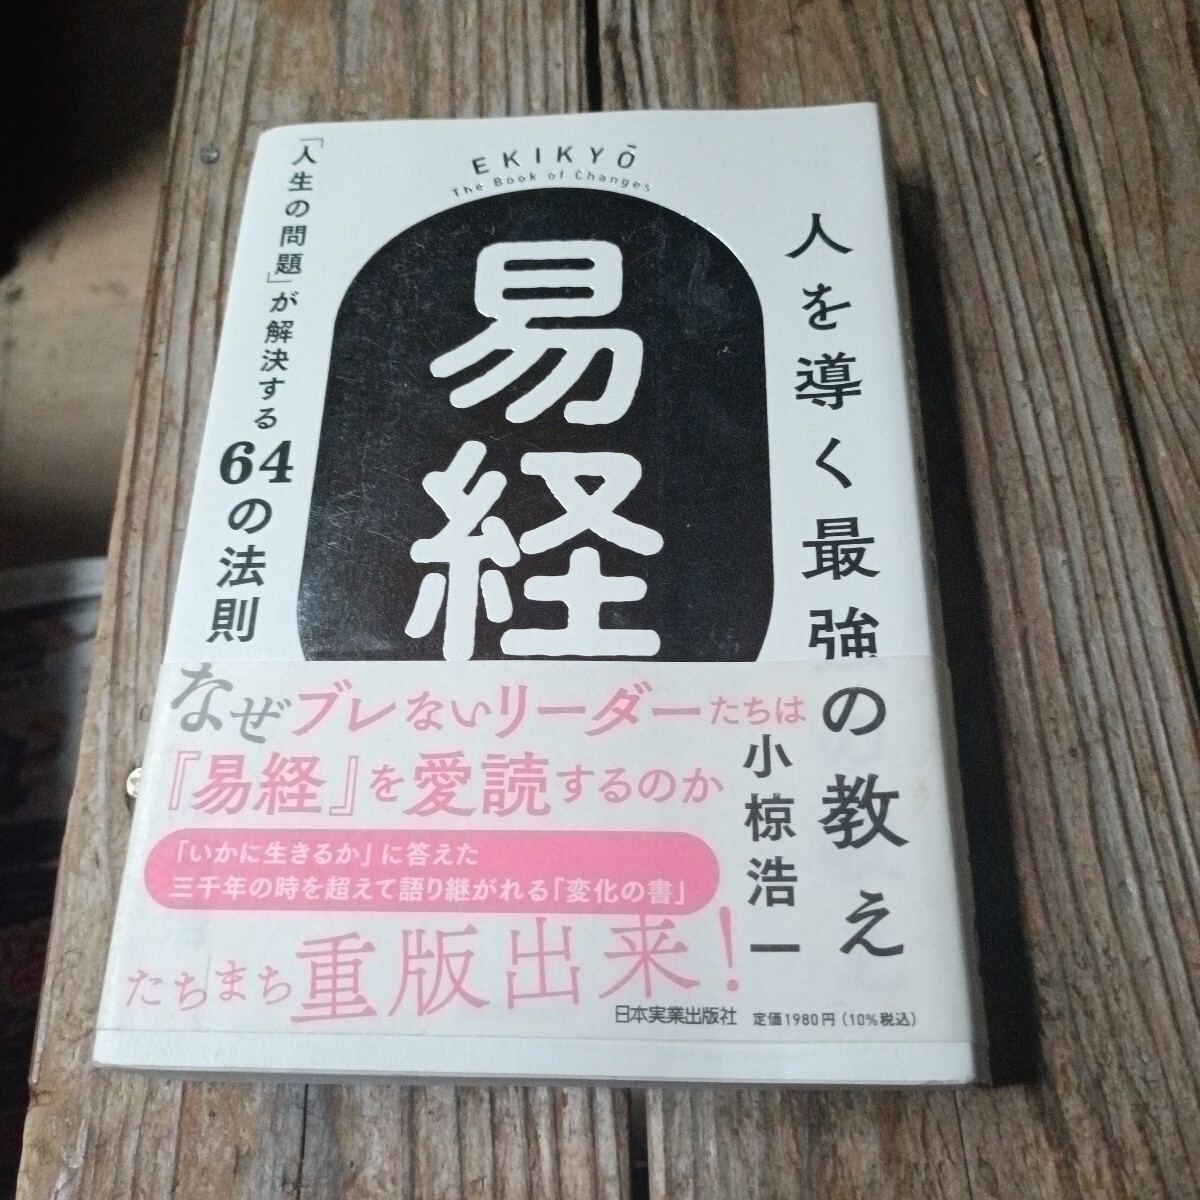 EKIKYŌ
The Book of Changes
人を導く最強の教え
易経
「人生の問題」が解決する
64の法則
小椋浩一
なぜブレないリーダーたちは
『易経』を愛読するのか
「いかに生きるか」に答えた
三千年の時を超えて語り継がれる「変化の書」
たちまち重版出来!
日本実業出版社
定価1980円(10%税込)